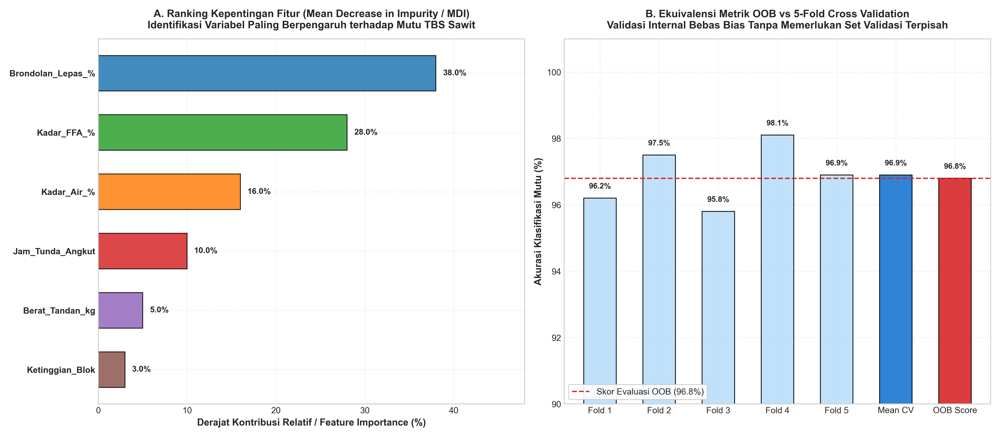 A. Ranking Kepentingan Fitur (Mean Decrease in Impurity / MDI)
Identifikasi Variabel Paling Berpengaruh terhadap Mutu TBS Sawit
Brondolan_Lepas_%
38.0%
Kadar_FFA_%
28.0%
Kadar_Air_%
16.0%
Jam_Tunda_Angkut
10.0%
Berat_Tandan_kg
5.0%
Ketinggian_Blok
3.0%
0 10 20 30 40
Derajat Kontribusi Relatif / Feature Importance (%)
B. Ekuivalensi Metrik OOB vs 5-Fold Cross Validation
Validasi Internal Bebas Bias Tanpa Memerlukan Set Validasi Terpisah
Akurasi Klasifikasi Mutu (%)
100
98
96
94
92
90
96.2%
97.5%
95.8%
98.1%
96.9%
96.9%
96.8%
Skor Evaluasi OOB (96.8%)
Fold 1 Fold 2 Fold 3 Fold 4 Fold 5 Mean CV OOB Score